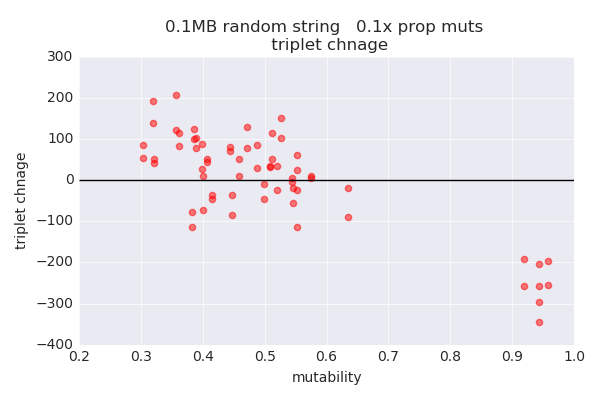 0.1MB random string   0.1x prop muts
triplet chnage
300
200
100
0
−100
−200
−300
−400
triplet chnage
0.2 0.3 0.4 0.5 0.6 0.7 0.8 0.9 1.0
mutability